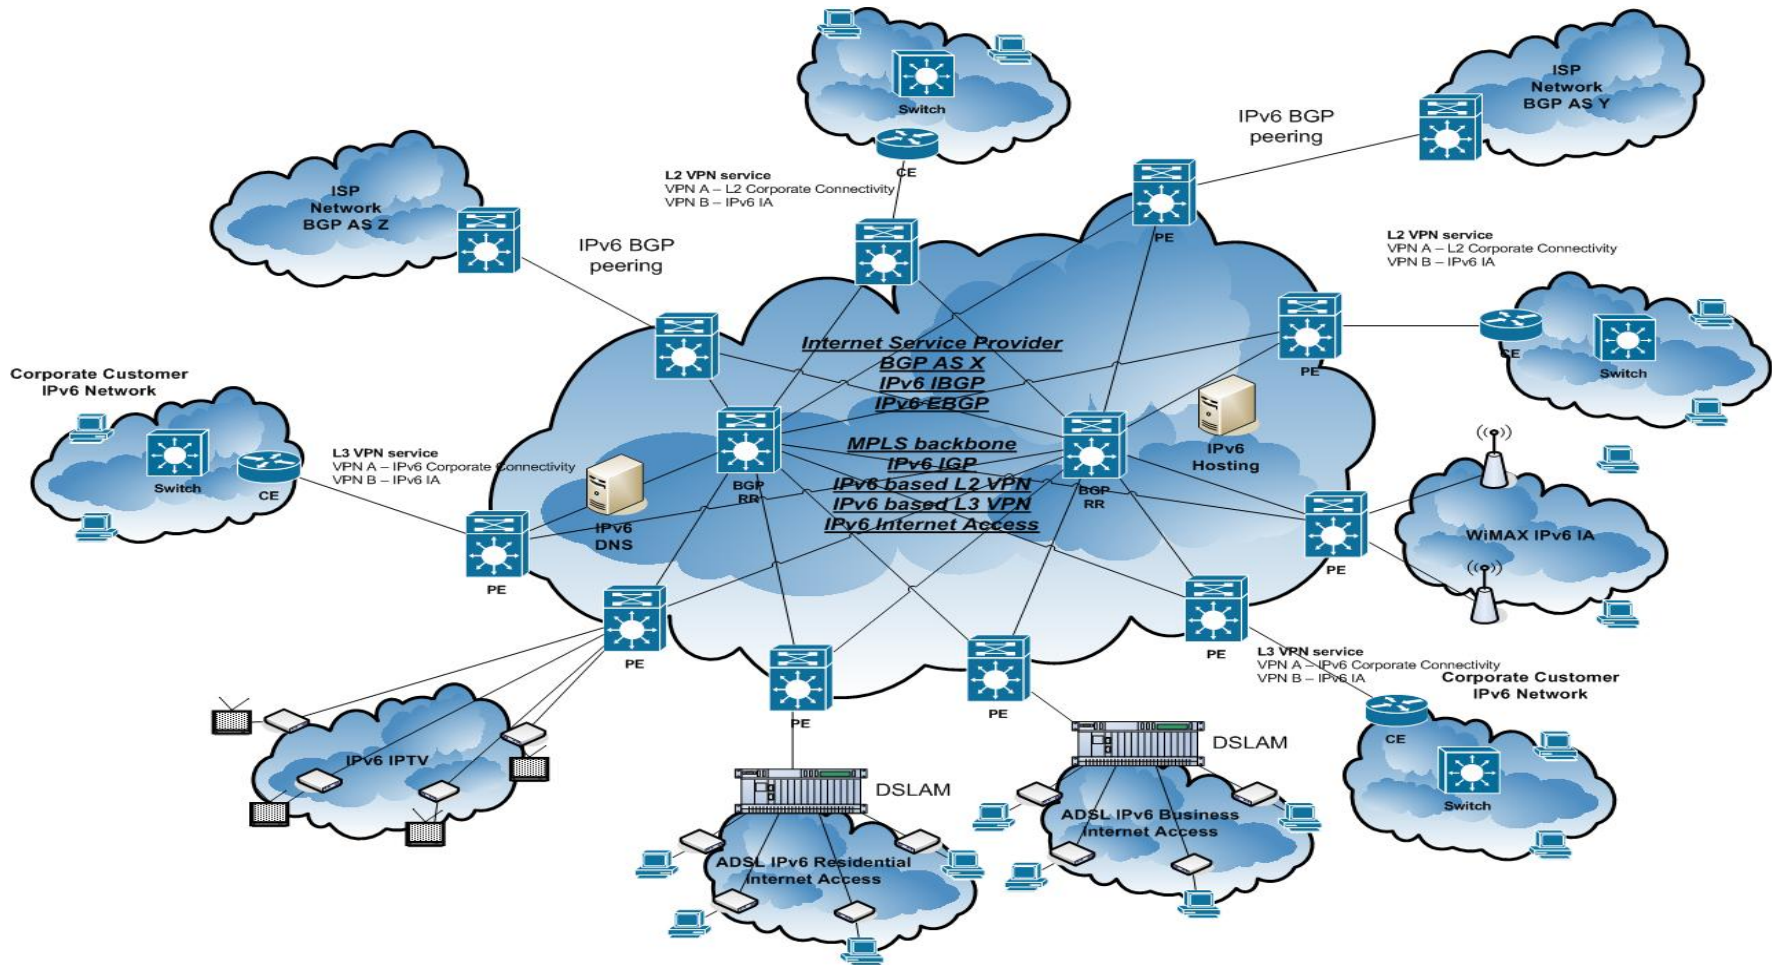 Switch
CE
L2 VPN service
VPN A – L2 Corporate Connectivity
VPN B – IPv6 IA
IPv6 BGP
peering
ISP
Network
BGP AS Y
ISP
Network
BGP AS Z
IPv6 BGP
peering
PE
L2 VPN service
VPN A – L2 Corporate Connectivity
VPN B – IPv6 IA
CE
Switch
PE
Internet Service Provider
BGP AS X
IPv6 IBGP
IPv6 EBGP
MPLS backbone
IPv6 IGP
IPv6 based L2 VPN
IPv6 based L3 VPN
IPv6 Internet Access
Corporate Customer
IPv6 Network
Switch
CE
L3 VPN service
VPN A – IPv6 Corporate Connectivity
VPN B – IPv6 IA
IPv6
DNS
BGP
RR
BGP
RR
IPv6
Hosting
PE
PE
WiMAX IPv6 IA
PE
PE
PE
PE
L3 VPN service
VPN A – IPv6 Corporate Connectivity
VPN B – IPv6 IA
Corporate Customer
IPv6 Network
CE
Switch
IPv6 IPTV
DSLAM
DSLAM
ADSL IPv6 Residential
Internet Access
ADSL IPv6 Business
Internet Access